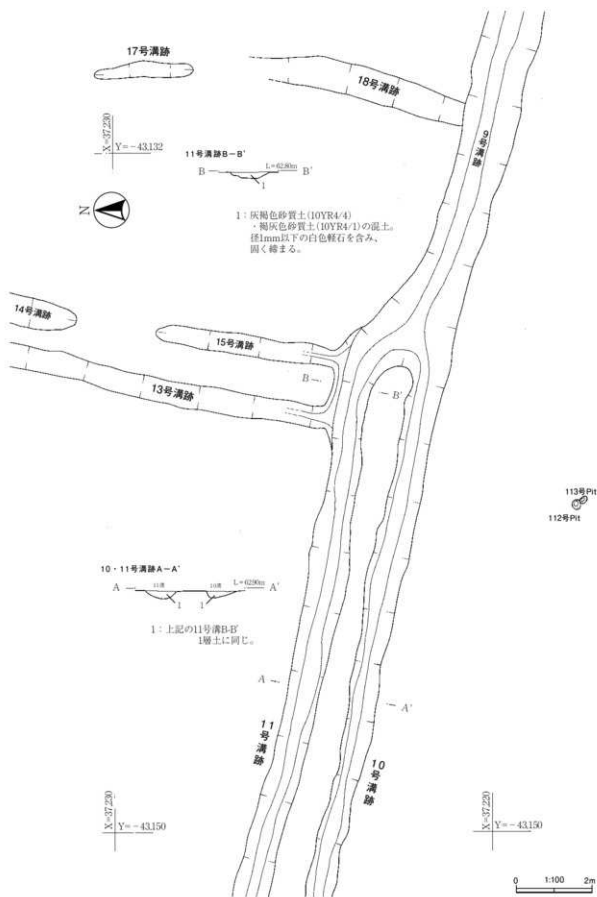 17号溝跡
18号溝跡
9号溝跡
X=37,230
Y=-43,132
11号溝跡B-B'
L=62.80m
B
B'
1
N
1：灰褐色砂質土(10YR4/4)
・褐灰色砂質土(10YR4/1)の混土。
径1mm以下の白色軽石を含み、
固く締まる。
14号溝跡
15号溝跡
13号溝跡
B
B'
113号Pit
112号Pit
10・11号溝跡A-A'
L=62.90m
A
11溝
10溝
A'
1
1
1：上記の11号溝B-B'
1層土に同じ。
A
A'
11号溝跡
10号溝跡
X=37,230
Y=-43,150
X=37,220
Y=-43,150
0
1:100
2m